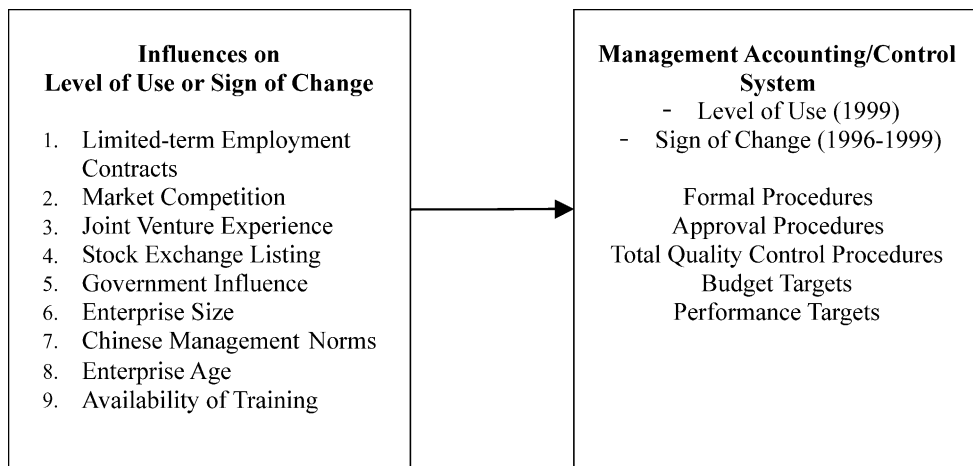 Influences on
Level of Use or Sign of Change
1. Limited-term Employment
Contracts
2. Market Competition
3. Joint Venture Experience
4. Stock Exchange Listing
5. Government Influence
6. Enterprise Size
7. Chinese Management Norms
8. Enterprise Age
9. Availability of Training
Management Accounting/Control
System
- Level of Use (1999)
- Sign of Change (1996-1999)
Formal Procedures
Approval Procedures
Total Quality Control Procedures
Budget Targets
Performance Targets